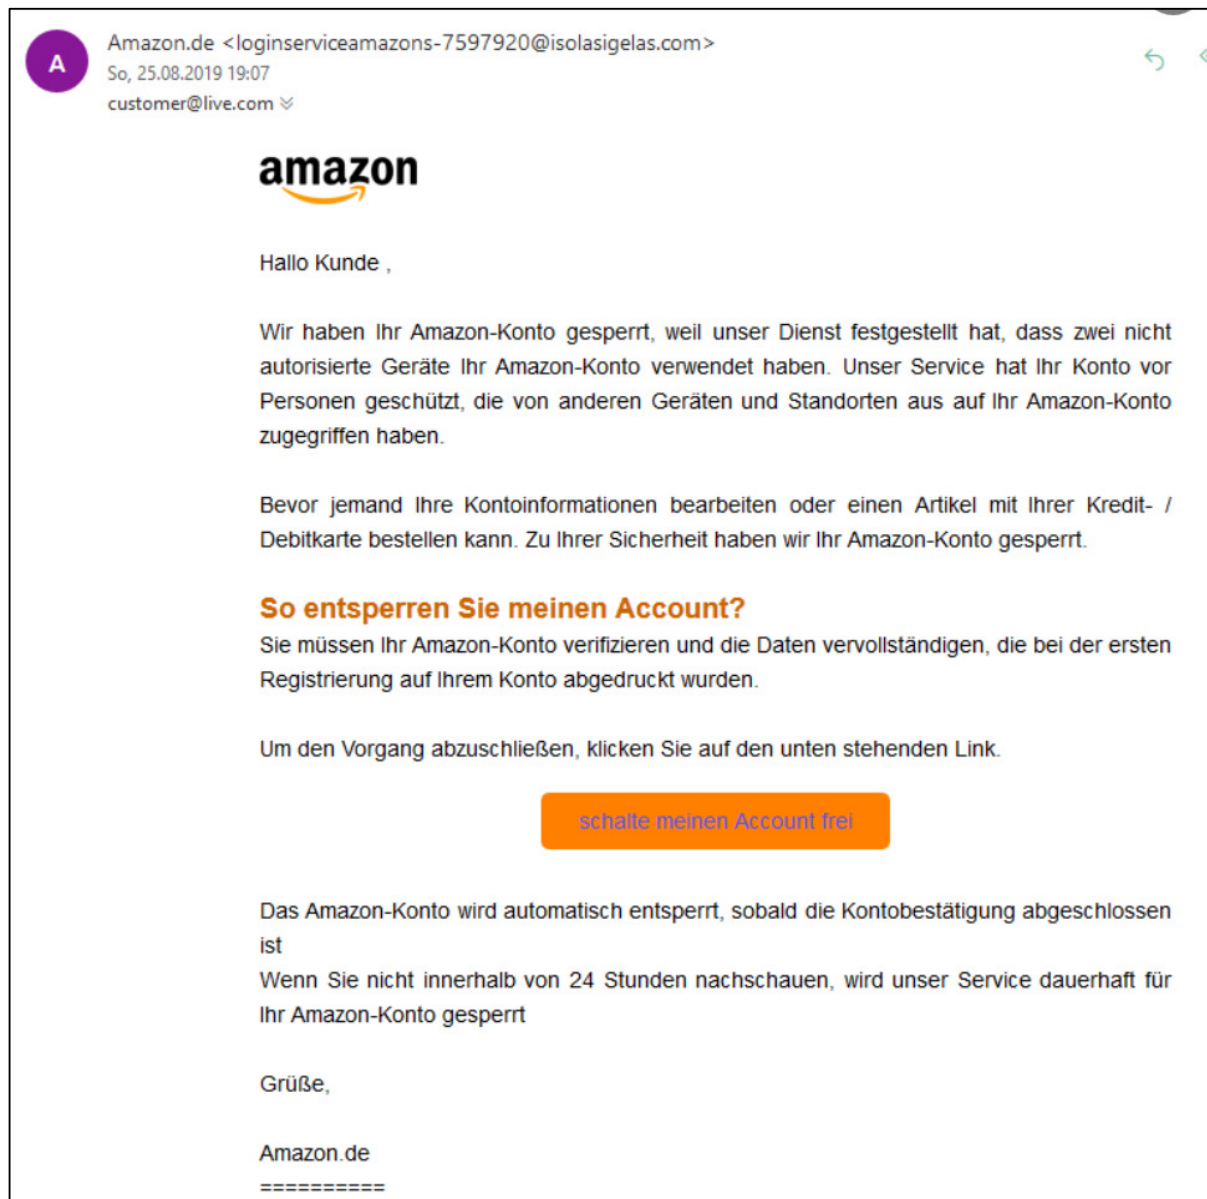 A
Amazon.de <loginserviceamazons-7597920@isolasigelas.com>
So, 25.08.2019 19:07
customer@live.com
amazon
Hallo Kunde ,
Wir haben Ihr Amazon-Konto gesperrt, weil unser Dienst festgestellt hat, dass zwei nicht
autorisierte Geräte Ihr Amazon-Konto verwendet haben. Unser Service hat Ihr Konto vor
Personen geschützt, die von anderen Geräten und Standorten aus auf Ihr Amazon-Konto
zugegriffen haben.
Bevor jemand Ihre Kontoinformationen bearbeiten oder einen Artikel mit Ihrer Kredit- /
Debitkarte bestellen kann. Zu Ihrer Sicherheit haben wir Ihr Amazon-Konto gesperrt.
So entsperren Sie meinen Account?
Sie müssen Ihr Amazon-Konto verifizieren und die Daten vervollständigen, die bei der ersten
Registrierung auf Ihrem Konto abgedruckt wurden.
Um den Vorgang abzuschließen, klicken Sie auf den unten stehenden Link.
schalte meinen Account frei
Das Amazon-Konto wird automatisch entsperrt, sobald die Kontobestätigung abgeschlossen
ist
Wenn Sie nicht innerhalb von 24 Stunden nachschauen, wird unser Service dauerhaft für
Ihr Amazon-Konto gesperrt
Grüße,
Amazon.de
==========